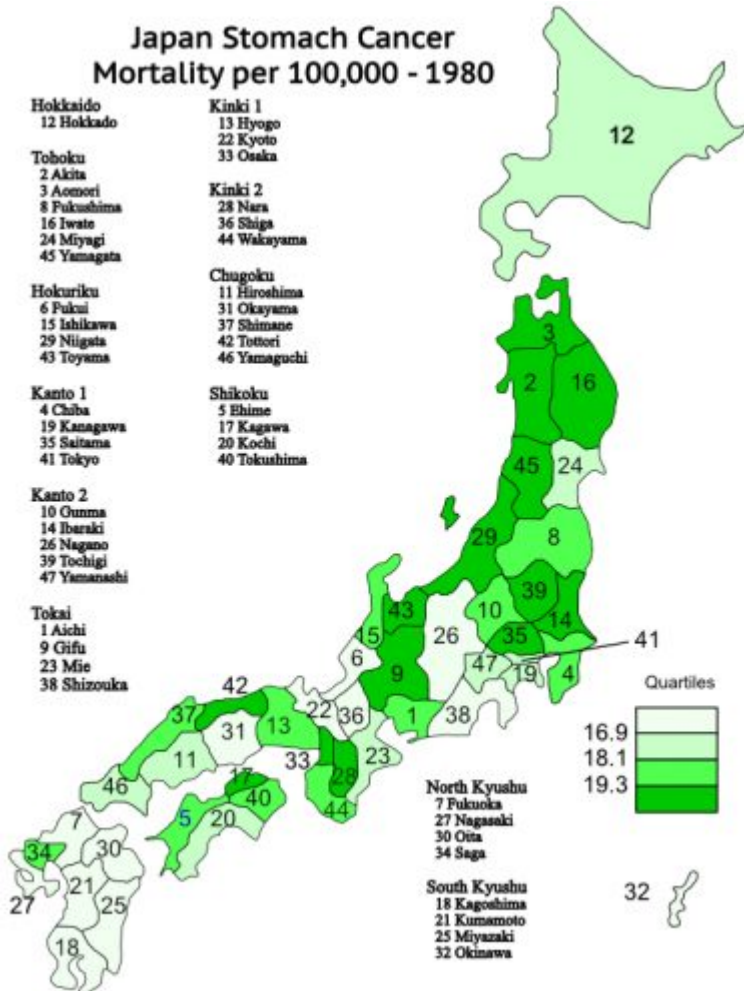 Japan Stomach Cancer
Mortality per 100,000 - 1980
Hokkaido
12 Hokkado
Tohoku
2 Akita
3 Aomori
8 Fukushima
16 Iwate
24 Miyagi
45 Yamagata
Hokuriku
6 Fukui
15 Ishikawa
29 Niigata
43 Toyama
Kanto 1
4 Chiba
19 Kanagawa
35 Saitama
41 Tokyo
Kanto 2
10 Gunma
14 Ibaraki
26 Nagano
39 Tochigi
47 Yamanashi
Tokai
1 Aichi
9 Gifu
23 Mie
38 Shizouka
Kinki 1
13 Hyogo
22 Kyoto
33 Osaka
Kinki 2
28 Nara
36 Shiga
44 Wakayama
Chugoku
11 Hiroshima
31 Okayama
37 Shimane
42 Tottori
46 Yamaguchi
Shikoku
5 Ehime
17 Kagawa
20 Kochi
40 Tokushima
12
3
2
16
45
24
29
8
39
43
10
14
15
26
35
41
6
9
47
19
4
42
22
36
1
38
37
13
31
11
33
23
46
17
28
40
44
5
20
7
34
30
27
21
25
18
32
Quartiles
16.9
18.1
19.3
North Kyushu
7 Fukuoka
27 Nagasaki
30 Oita
34 Saga
South Kyushu
18 Kagoshima
21 Kumamoto
25 Miyazaki
32 Okinawa